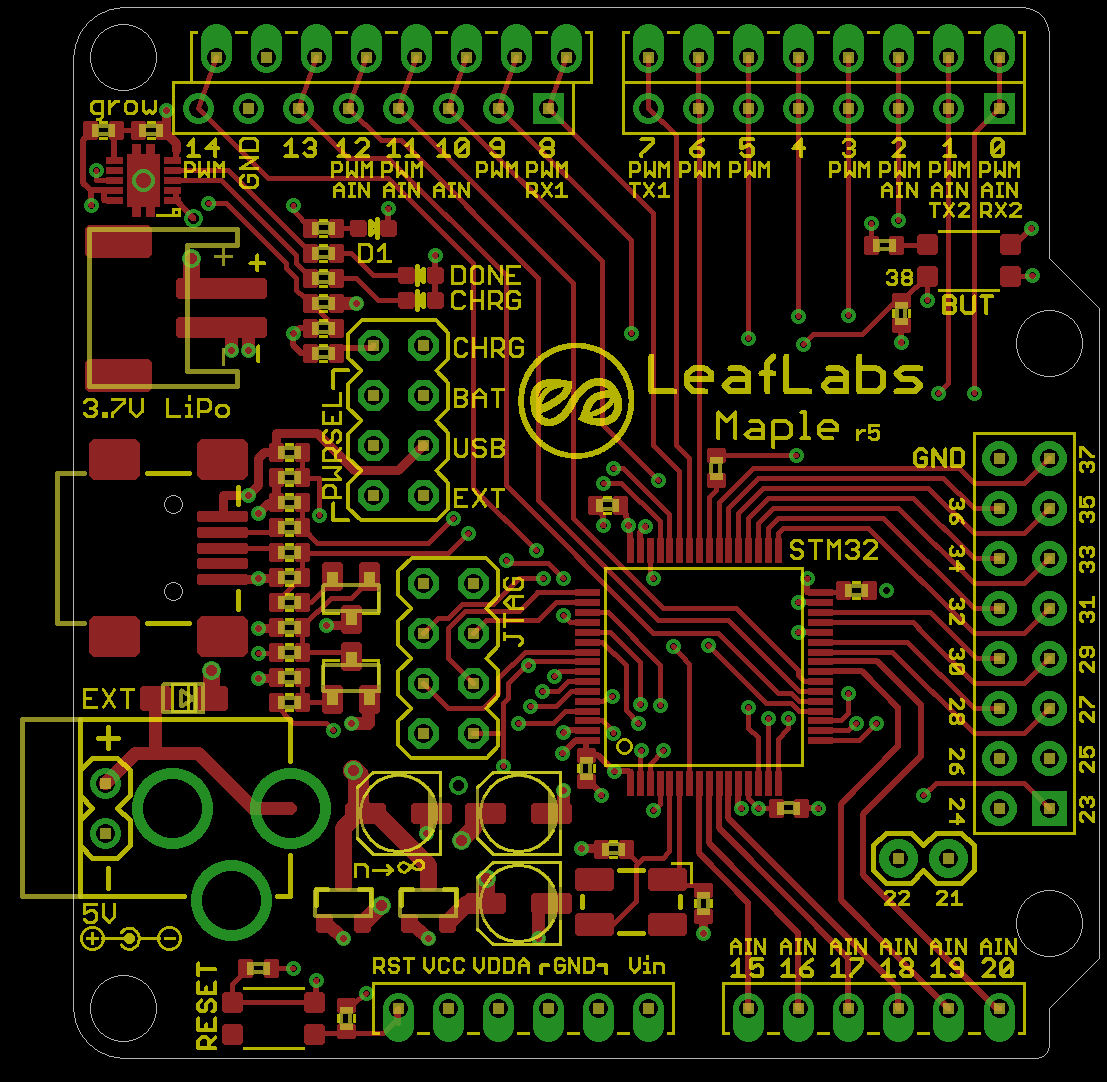 grow
14 GND 13 12 11 10 9 8
PWM PWM PWM PWM PWM
AIN AIN AIN RX1
7 6 5 4 3 2 1 0
PWM PWM PWM PWM PWM PWM PWM
TX1 AIN AIN AIN
TX2 RX2
D1
+ +
DONE
CHRG
38
BUT
3.7V LiPo
PWRSEL
CHRG
BAT
USB
EXT
LeafLabs
Maple r5
STM32
GND 37
36 35
34 33
32 31
30 29
28 27
26 25
24 23
JTAG
EXT
+
5V
+ -
n→∞
22 21
RESET
RST VCC VDDA GND Vin
AIN AIN AIN AIN AIN AIN
15 16 17 18 19 20